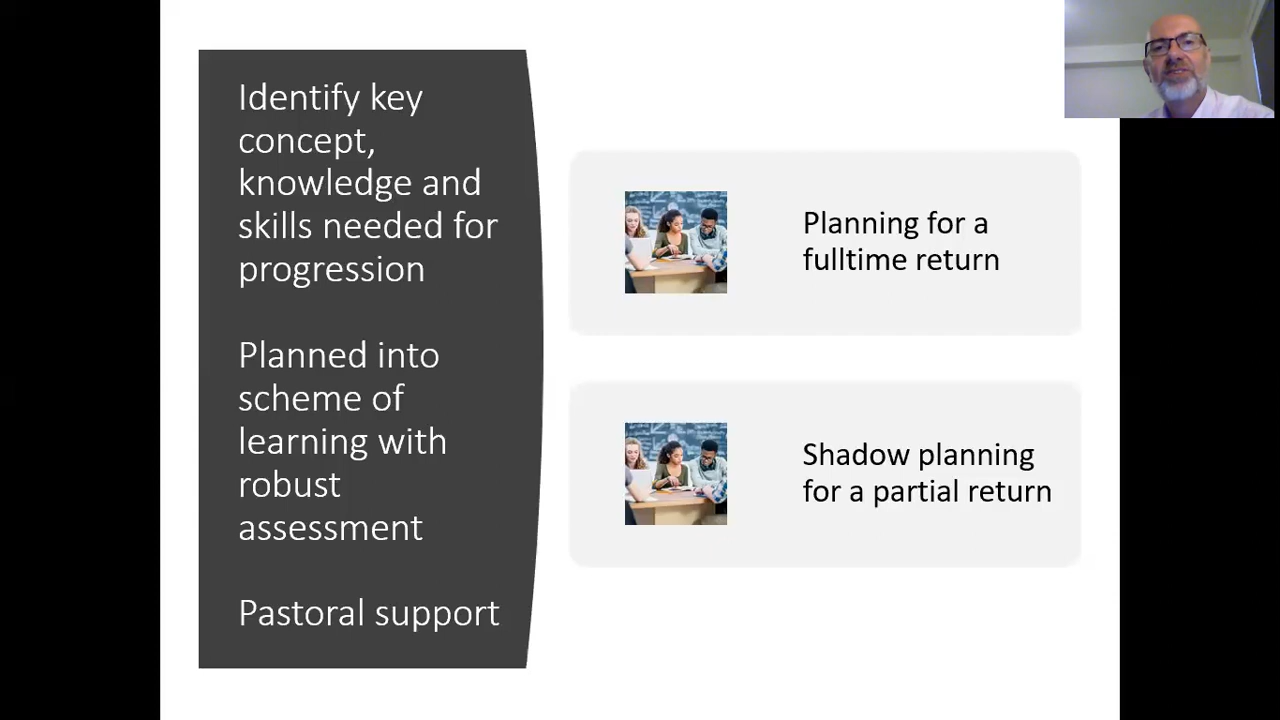 Identify key
concept,
knowledge and
skills needed for
progression
Planned into
scheme of
learning with
robust
assessment
Pastoral support
Planning for a
fulltime return
Shadow planning
for a partial return